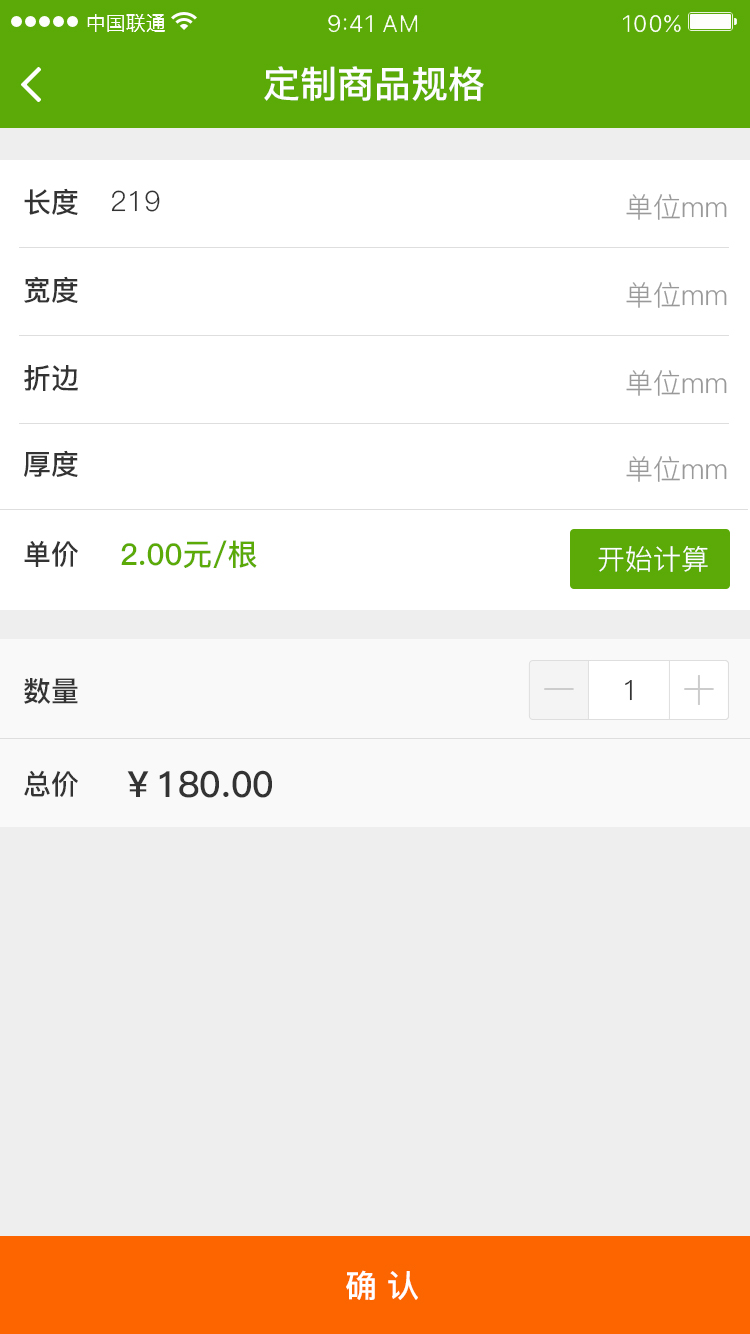 中国联通 9:41 AM 100%
定制商品规格
长度 219 单位mm
宽度 单位mm
折边 单位mm
厚度 单位mm
单价 2.00元/根 开始计算
数量 1
总价 ¥180.00
确认